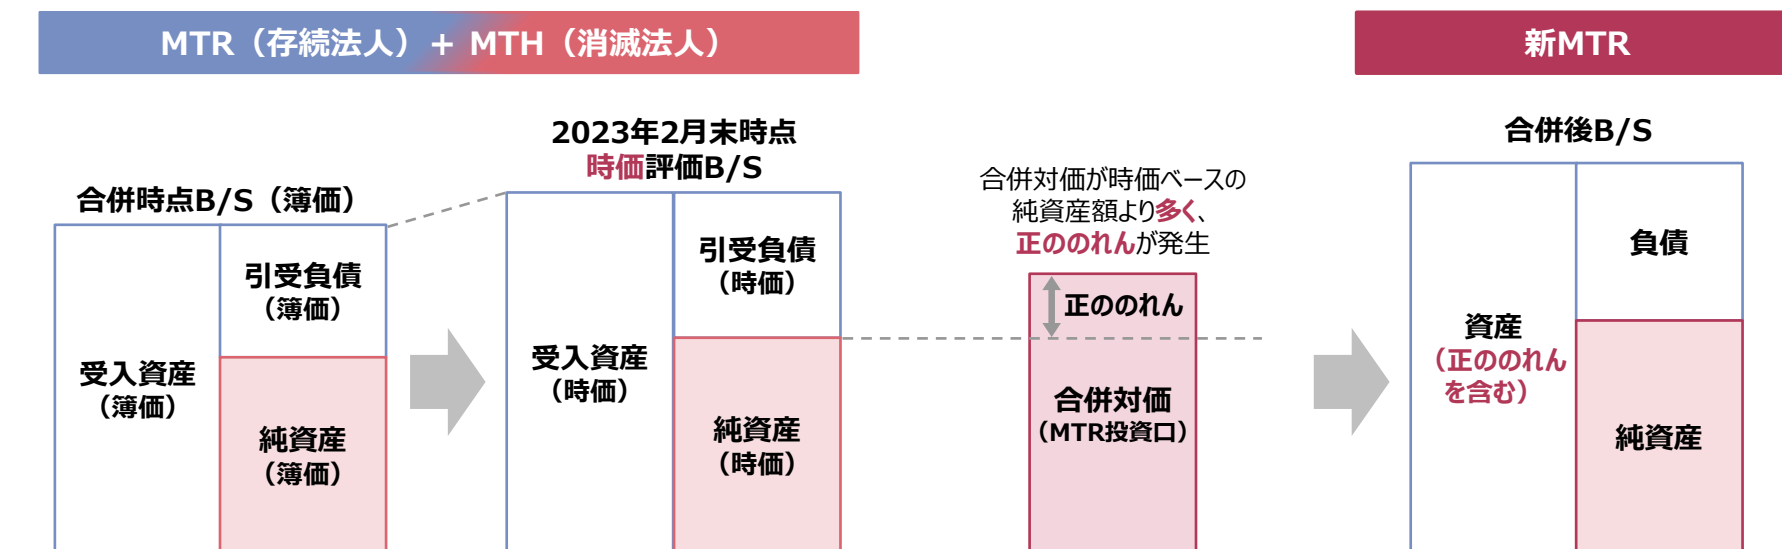 MTR（存続法人）+ MTH（消滅法人）
新MTR
合併時点B/S（簿価）
受入資産
（簿価）
引受負債
（簿価）
純資産
（簿価）
2023年2月末時点
時価評価B/S
受入資産
（時価）
引受負債
（時価）
純資産
（時価）
合併対価が時価ベースの
純資産額より多く、
正ののれんが発生
正ののれん
合併対価
（MTR投資口）
合併後B/S
資産
（正ののれん
を含む）
負債
純資産